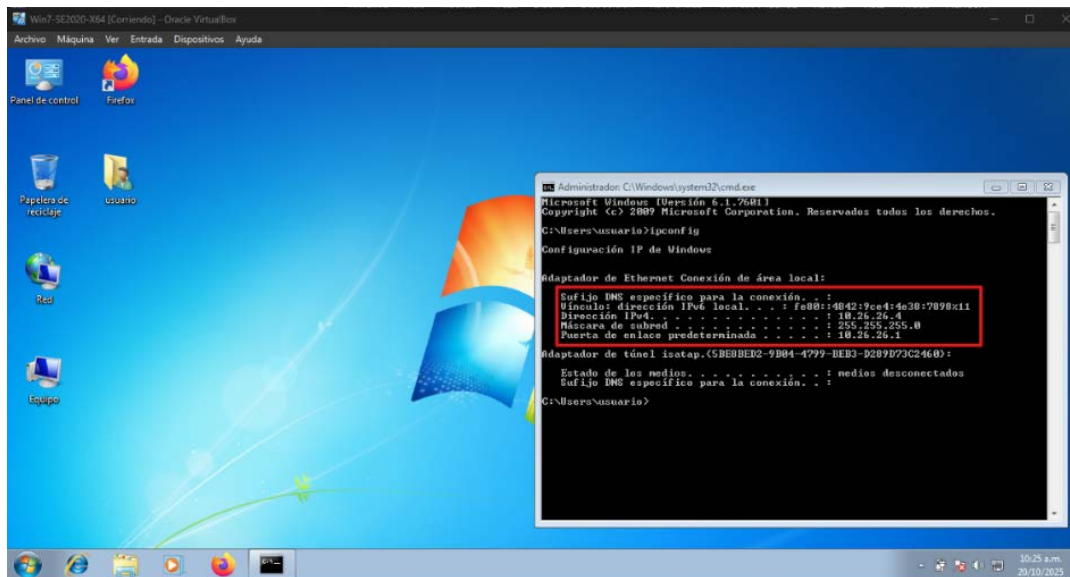 Win7-SE2020-X64 [Corriendo] - Oracle VirtualBox
Archivo Máquina Ver Entrada Dispositivos Ayuda
Panel de control
Firefox
Papelera de reciclaje
usuario
Red
Equipo
Administrador: C:\Windows\system32\cmd.exe
Microsoft Windows [Versión 6.1.7601]
Copyright (c) 2009 Microsoft Corporation. Reservados todos los derechos.
C:\Users\usuario>ipconfig
Configuración IP de Windows
Adaptador de Ethernet Conexión de área local:
Sufijo DNS específico para la conexión. . :
Vínculo: dirección IPv6 local. . . : fe80::4842:9ce4:4e38:7898%11
Dirección IPv4. . . . . . . . . . . . . . : 10.26.26.4
Máscara de subred . . . . . . . . . . . . : 255.255.255.0
Puerta de enlace predeterminada . . . . . : 10.26.26.1
Adaptador de túnel isatap.{5BE8BED2-9B04-4799-BEB3-D289D73C2460}:
Estado de los medios. . . . . . . . . . . : medios desconectados
Sufijo DNS específico para la conexión. . :
C:\Users\usuario>
10:25 a.m.
29/10/2025